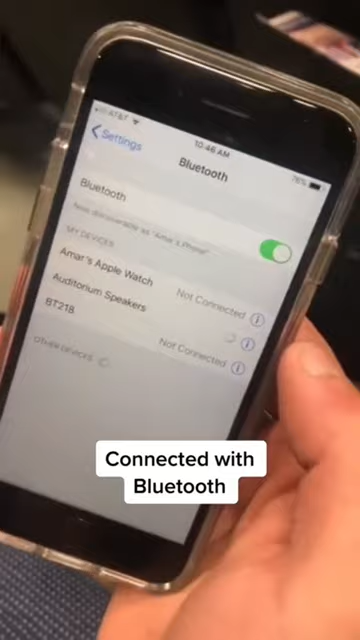 AT&T
10:46 AM
76%
Settings
Bluetooth
Bluetooth
Now discoverable as "Amar's Phone".
MY DEVICES
Amar's Apple Watch
Not Connected
Auditorium Speakers
BT218
Not Connected
OTHER DEVICES
Connected with
Bluetooth